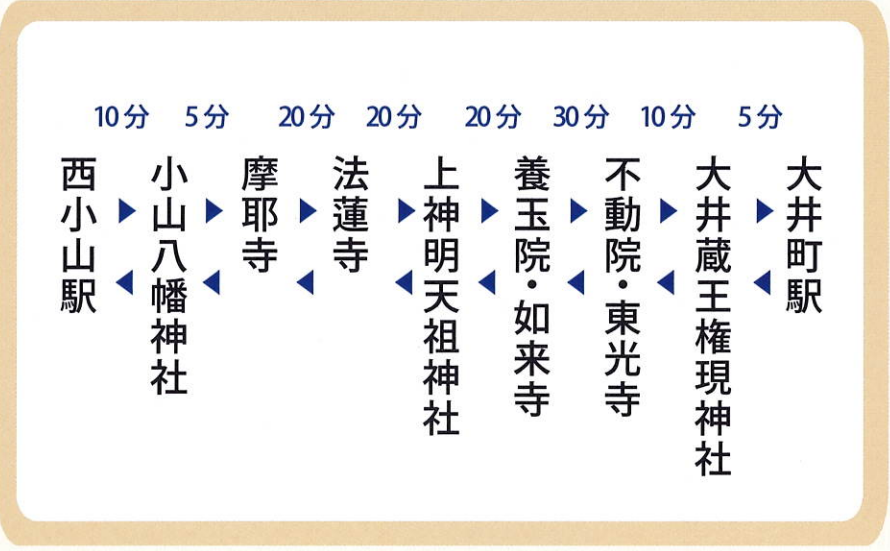 10分 5分 20分 20分 20分 30分 10分 5分
西小山駅
小山八幡神社
摩耶寺
法蓮寺
上神明天祖神社
養玉院・如来寺
不動院・東光寺
大井蔵王権現神社
大井町駅